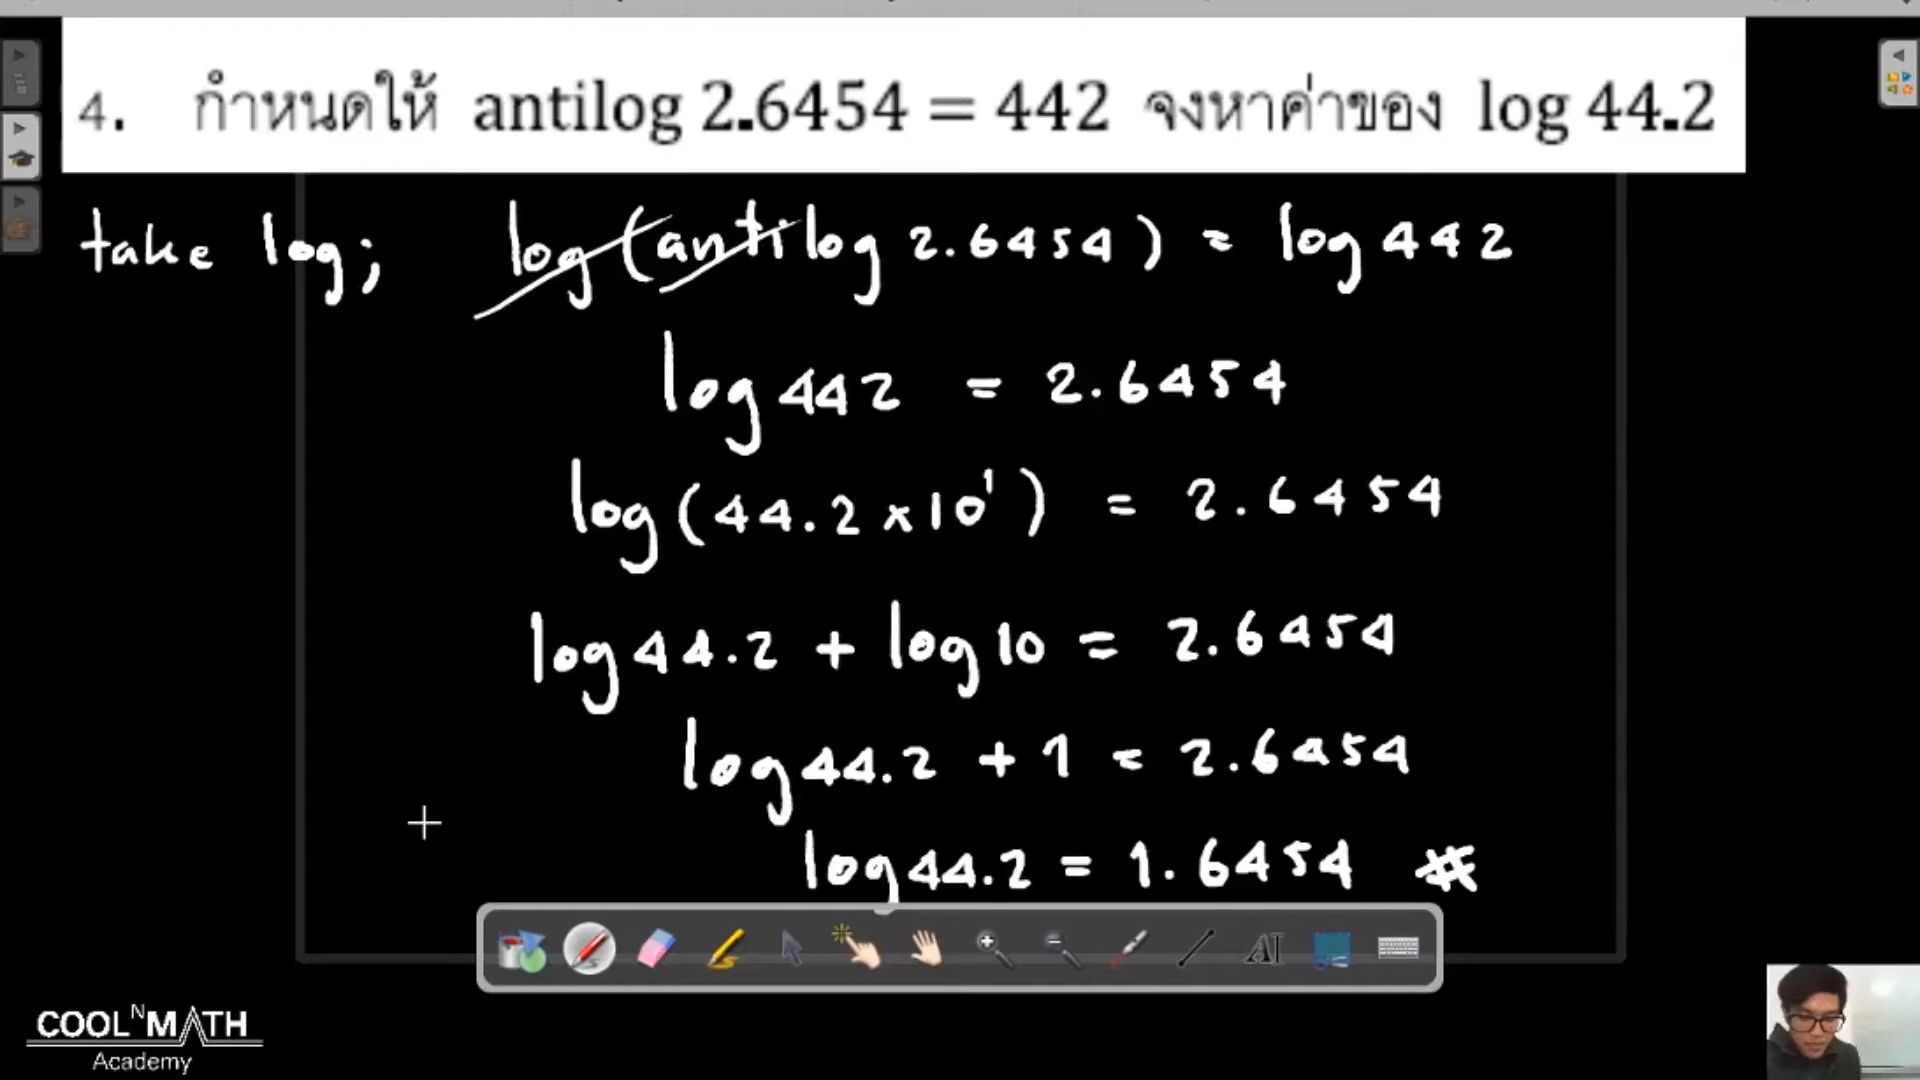 4. กำหนดให้ antilog 2.6454 = 442 จงหาค่าของ log 44.2
take log; log(antilog 2.6454) = log 442
log 442 = 2.6454
log(44.2×10¹) = 2.6454
log 44.2 + log 10 = 2.6454
log 44.2 + 1 = 2.6454
log 44.2 = 1.6454 #
AI
COOL N MATH
Academy